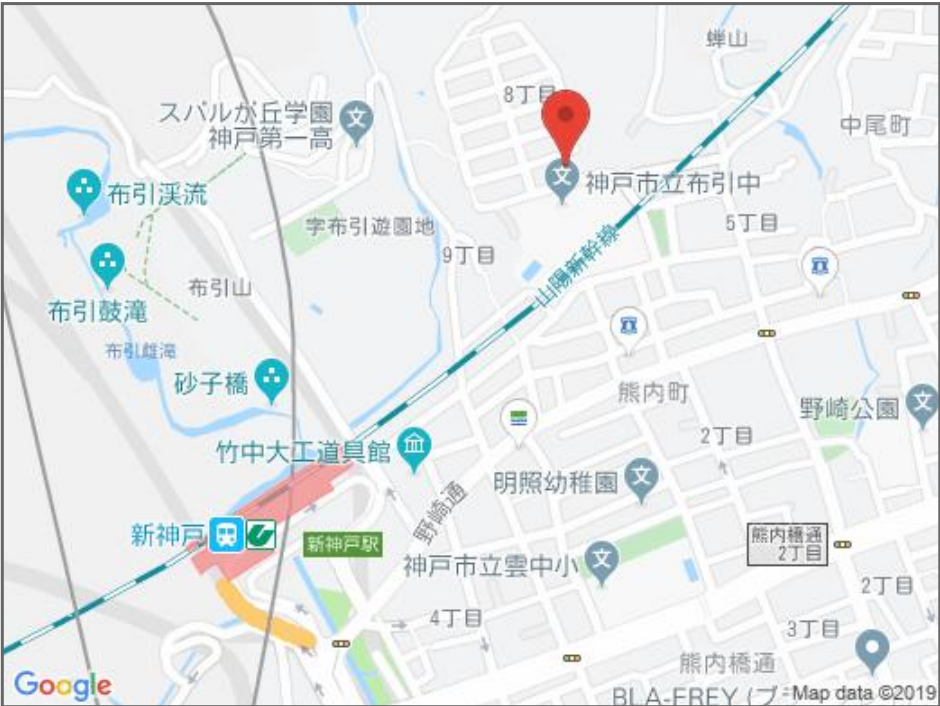 蝉山
8丁目
スバルが丘学園
神戸第一高
中尾町
神戸市立布引中
布引渓流
5丁目
字布引遊園地
9丁目
山陽新幹線
布引山
布引鼓滝
布引雌滝
砂子橋
熊内町
野崎公園
2丁目
竹中大工道具館
明照幼稚園
野崎通
新神戸
新神戸駅
熊内橋通
2丁目
神戸市立雲中小
2丁目
4丁目
3丁目
熊内橋通
Google
BLA-FREY (ブ
Map data ©2019